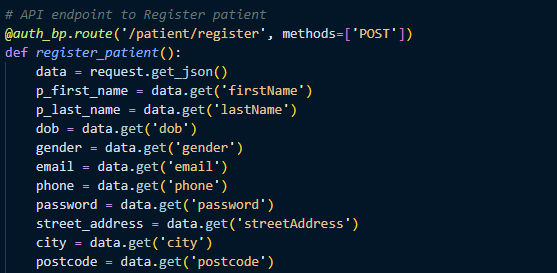 # API endpoint to Register patient
@auth_bp.route('/patient/register', methods=['POST'])
def register_patient():
    data = request.get_json()
    p_first_name = data.get('firstName')
    p_last_name = data.get('lastName')
    dob = data.get('dob')
    gender = data.get('gender')
    email = data.get('email')
    phone = data.get('phone')
    password = data.get('password')
    street_address = data.get('streetAddress')
    city = data.get('city')
    postcode = data.get('postcode')